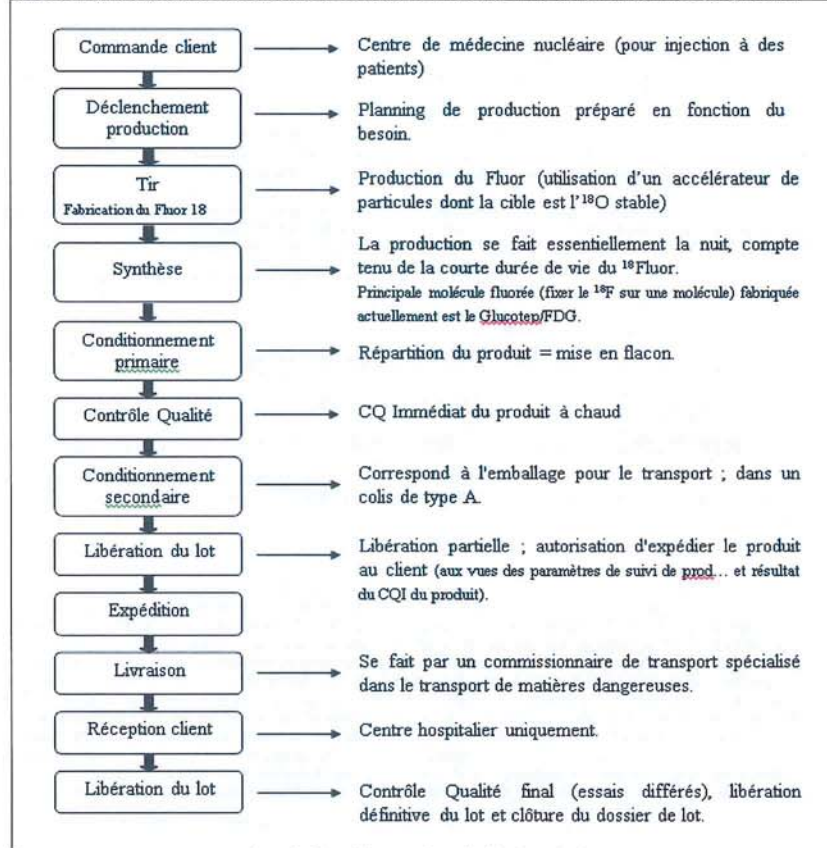 Commande client
Centre de médecine nucléaire (pour injection à des
patients)
Déclenchement
production
Planning de production préparé en fonction du
besoin.
Tir
Fabrication du Fluor 18
Production du Fluor (utilisation d'un accélérateur de
particules dont la cible est l'¹⁸O stable)
Synthèse
La production se fait essentiellement la nuit, compte
tenu de la courte durée de vie du ¹⁸Fluor.
Principale molécule fluorée (fixer le ¹⁸F sur une molécule) fabriquée
actuellement est le Glucotep/FDG.
Conditionnement
primaire
Répartition du produit = mise en flacon.
Contrôle Qualité
CQ Immédiat du produit à chaud
Conditionnement
secondaire
Correspond à l'emballage pour le transport ; dans un
colis de type A.
Libération du lot
Libération partielle ; autorisation d'expédier le produit
au client (aux vues des paramètres de suivi de prod... et résultat
du CQI du produit).
Expédition
Livraison
Se fait par un commissionnaire de transport spécialisé
dans le transport de matières dangereuses.
Réception client
Centre hospitalier uniquement.
Libération du lot
Contrôle Qualité final (essais différés), libération
définitive du lot et clôture du dossier de lot.